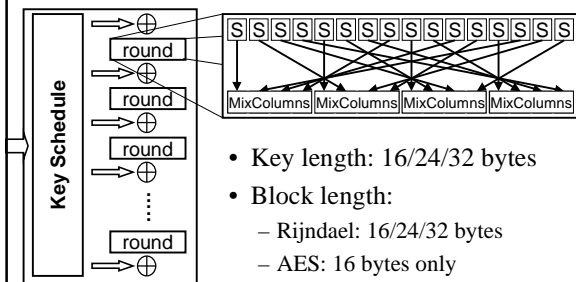 Key Schedule
round
round
round
round
S S S S S S S S S S S S S S S S
MixColumns MixColumns MixColumns MixColumns
• Key length: 16/24/32 bytes
• Block length:
– Rijndael: 16/24/32 bytes
– AES: 16 bytes only